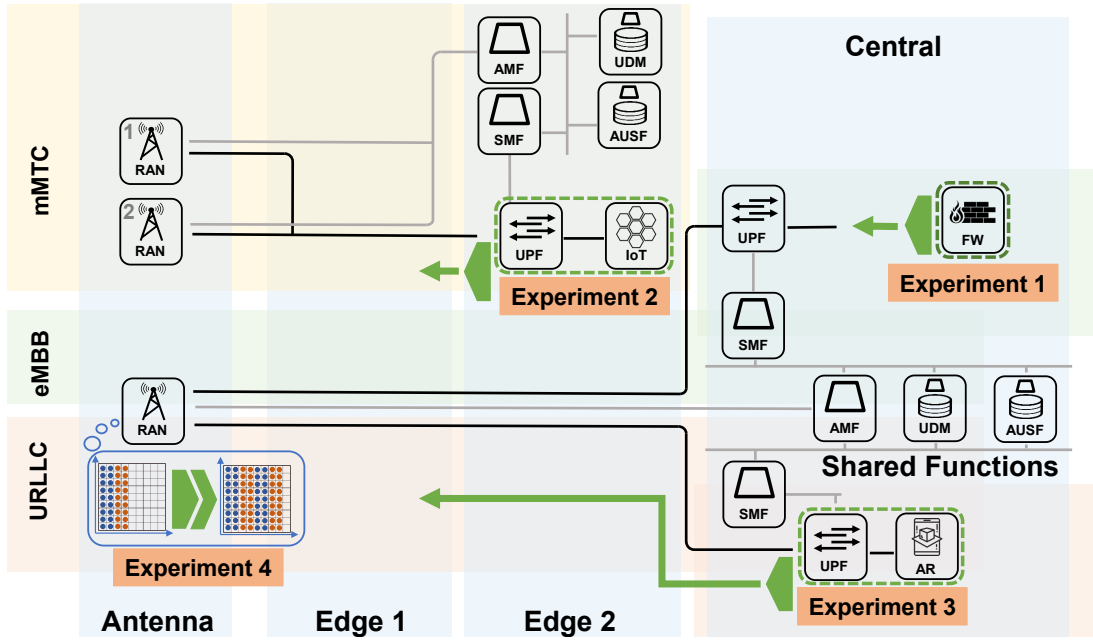 Central
mMTC
AMF
UDM
SMF
AUSF
1
RAN
2
RAN
UPF
IoT
Experiment 2
UPF
FW
Experiment 1
SMF
eMBB
RAN
AMF
UDM
AUSF
Shared Functions
URLLC
SMF
UPF
AR
Experiment 4
Experiment 3
Antenna
Edge 1
Edge 2